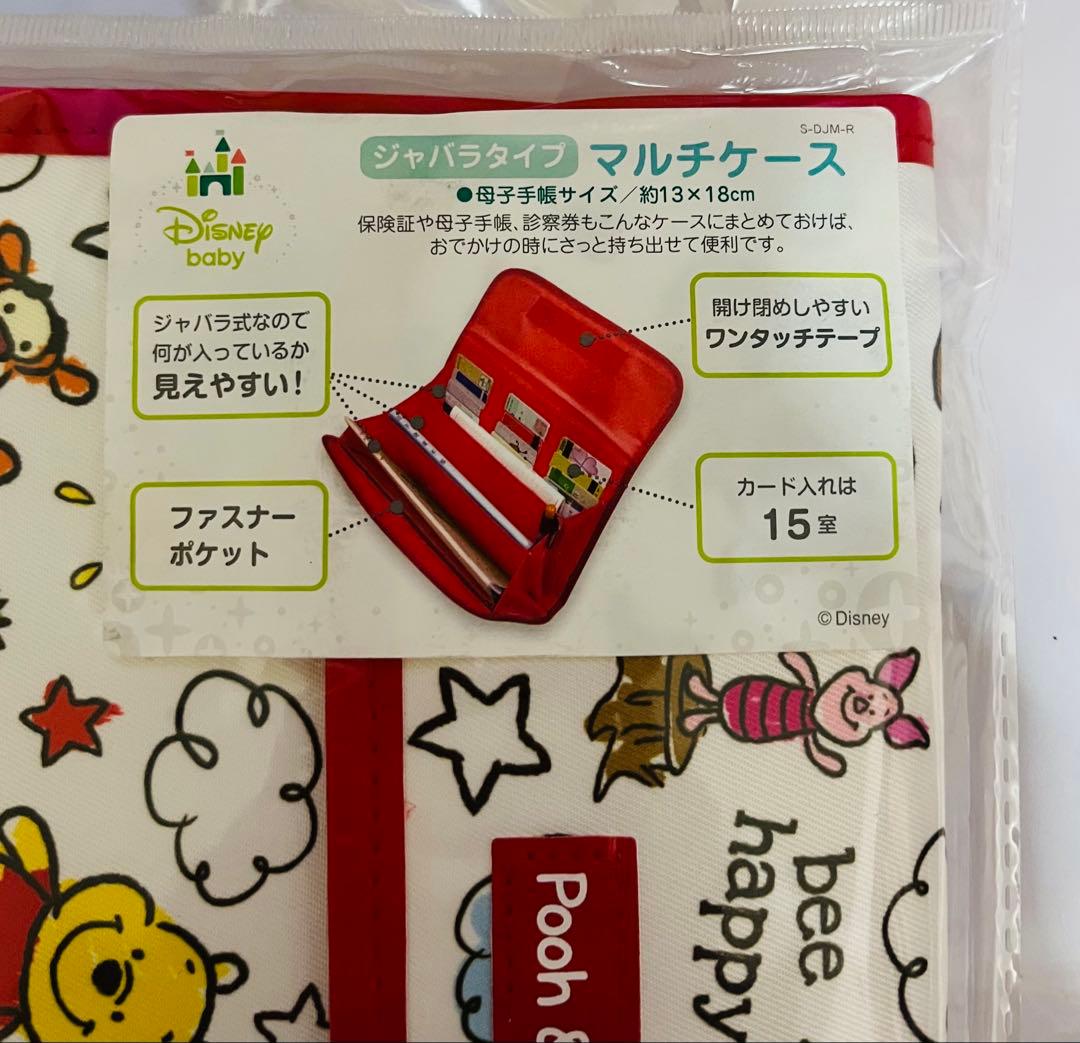 S-DJM-R
ジャバラタイプ マルチケース
●母子手帳サイズ/約13×18cm
保険証や母子手帳、診察券もこんなケースにまとめておけば、
おでかけの時にさっと持ち出せて便利です。
Disney
baby
ジャバラ式なので
何が入っているか
見えやすい!
開け閉めしやすい
ワンタッチテープ
ファスナー
ポケット
カード入れは
15室
©Disney
bee
happy
Pooh &